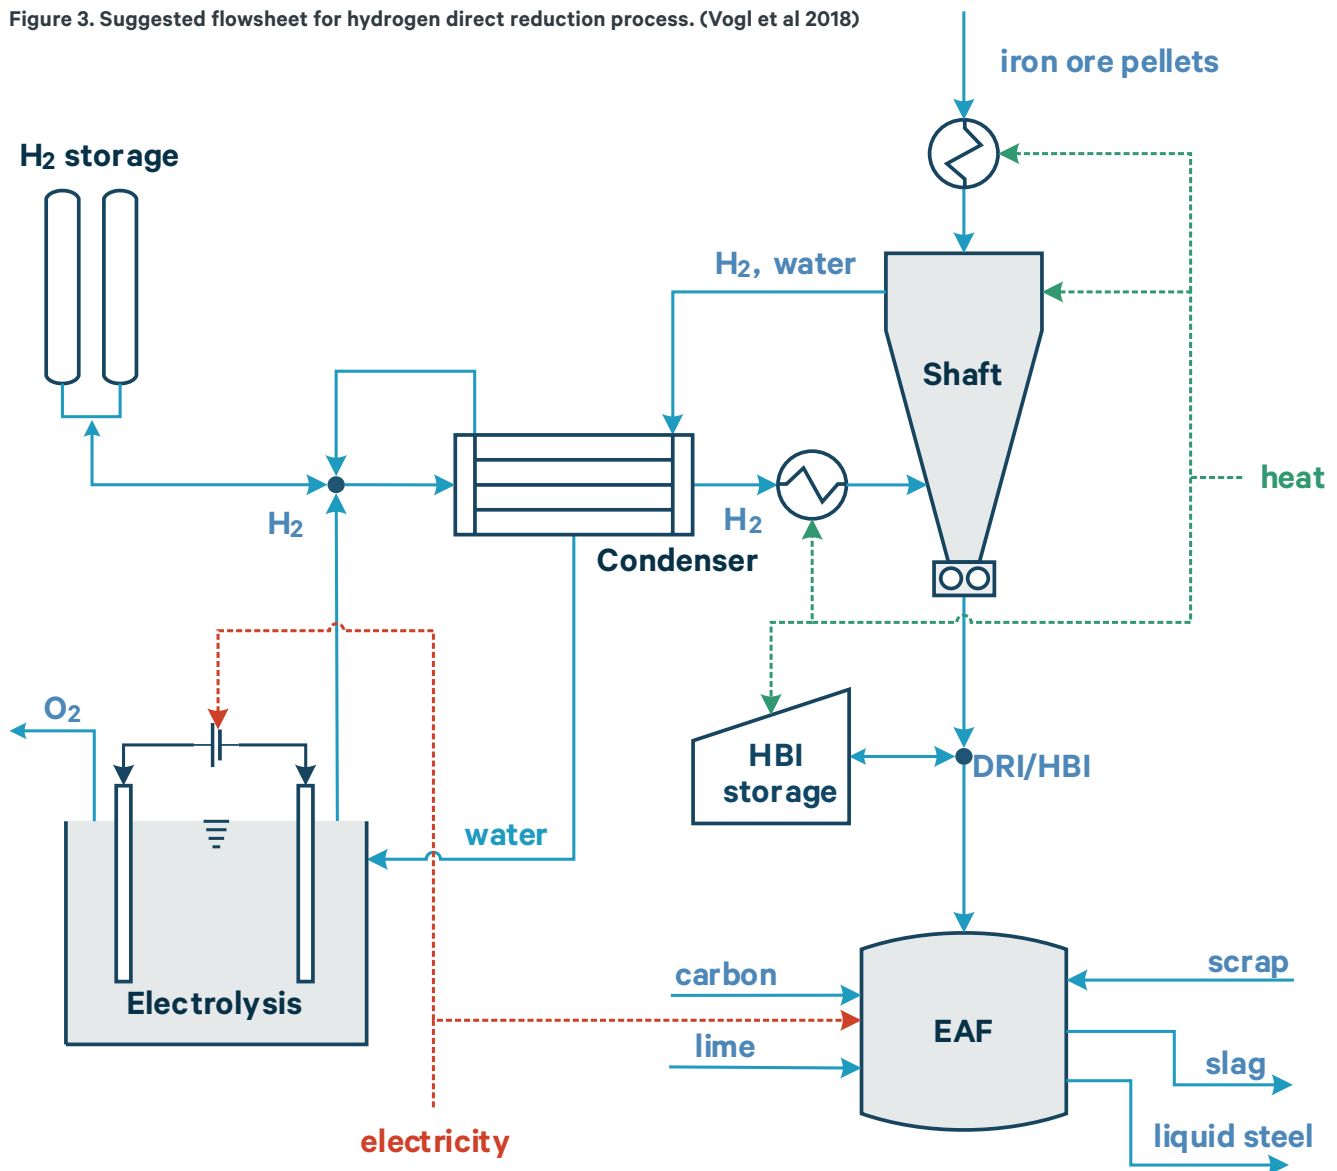 Figure 3. Suggested flowsheet for hydrogen direct reduction process. (Vogl et al 2018)
iron ore pellets
H2 storage
H2, water
Shaft
heat
H2
H2
Condenser
O2
HBI
storage
DRI/HBI
water
carbon
scrap
Electrolysis
EAF
lime
slag
electricity
liquid steel